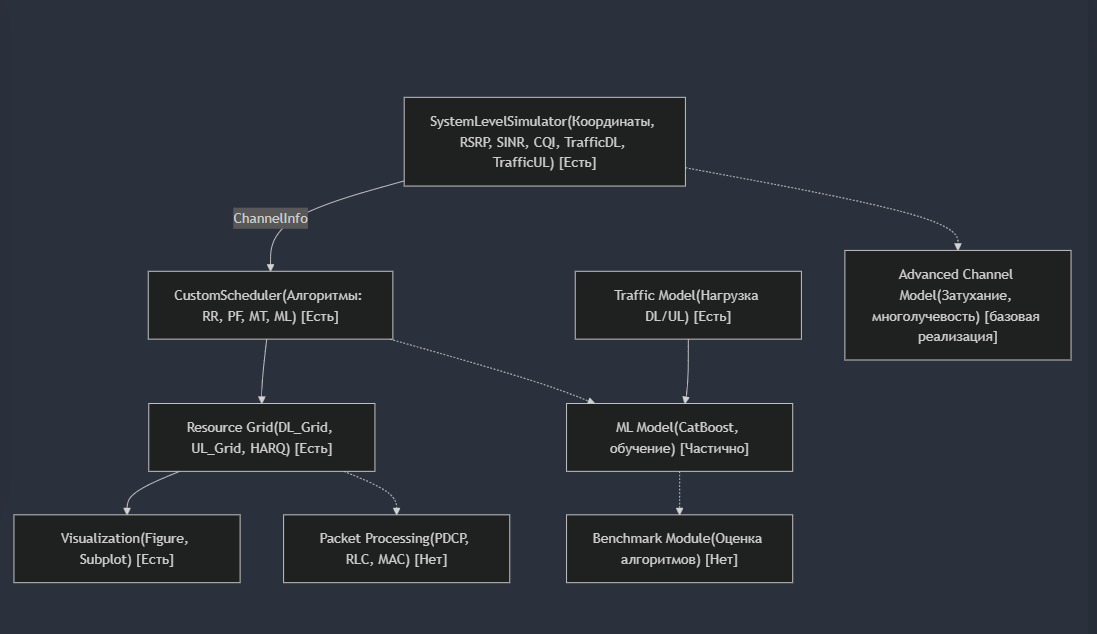 SystemLevelSimulator(Координаты,
RSRP, SINR, CQI, TrafficDL,
TrafficUL) [Есть]
ChannelInfo
CustomScheduler(Алгоритмы:
RR, PF, MT, ML) [Есть]
Traffic Model(Нагрузка
DL/UL) [Есть]
Advanced Channel
Model(Затухание,
многолучевость) [базовая
реализация]
Resource Grid(DL_Grid,
UL_Grid, HARQ) [Есть]
ML Model(CatBoost,
обучение) [Частично]
Visualization(Figure,
Subplot) [Есть]
Packet Processing(PDCP,
RLC, MAC) [Нет]
Benchmark Module(Оценка
алгоритмов) [Нет]